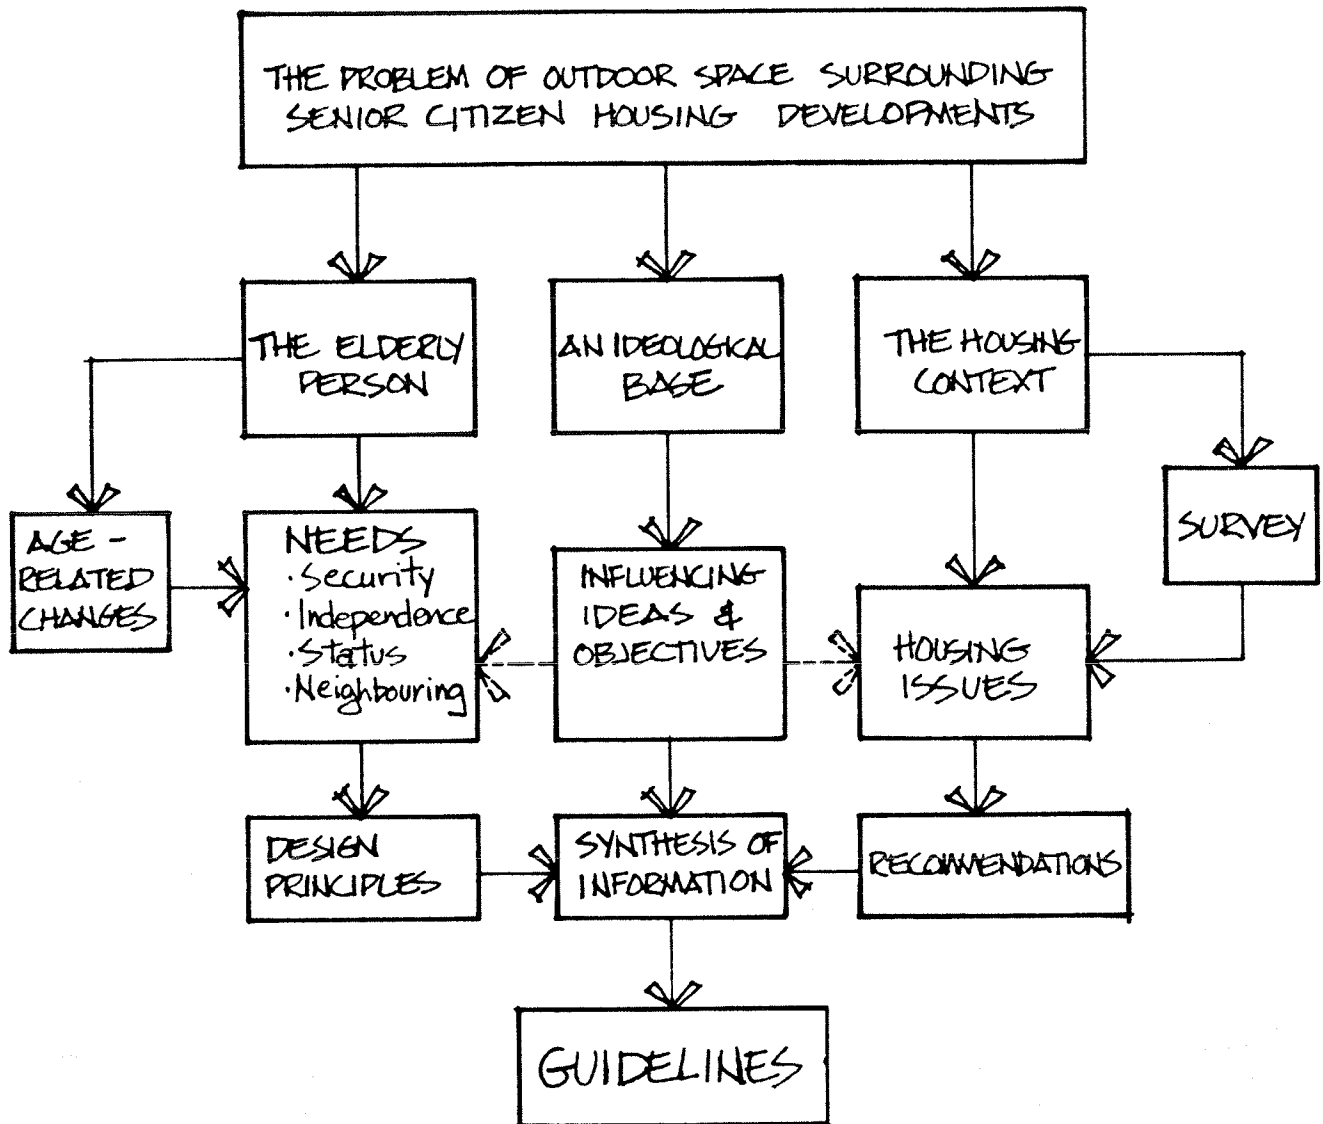 THE PROBLEM OF OUTDOOR SPACE SURROUNDING
SENIOR CITIZEN HOUSING DEVELOPMENTS
THE ELDERLY
PERSON
AN IDEOLOGICAL
BASE
THE HOUSING
CONTEXT
AGE-
RELATED
CHANGES
NEEDS
·Security
·Independence
·Status
·Neighbouring
INFLUENCING
IDEAS &
OBJECTIVES
HOUSING
ISSUES
SURVEY
DESIGN
PRINCIPLES
SYNTHESIS OF
INFORMATION
RECOMMENDATIONS
GUIDELINES